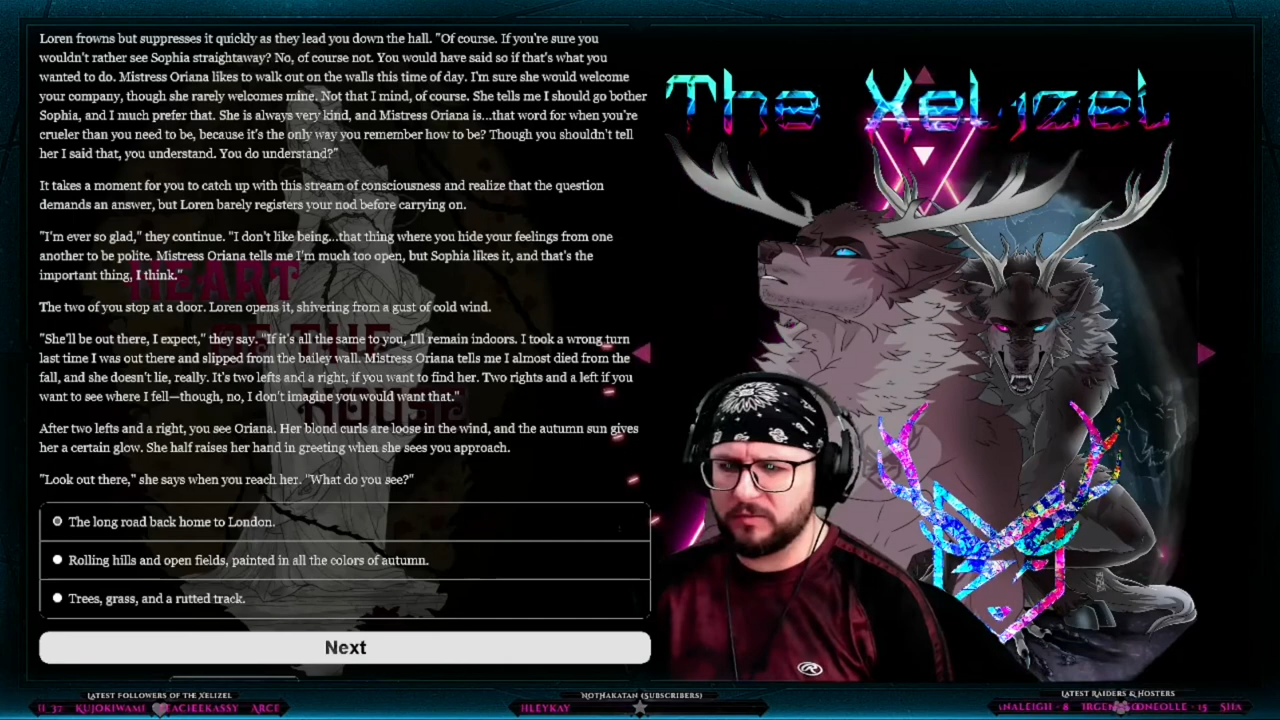 Loren frowns but suppresses it quickly as they lead you down the hall. "Of course. If you're sure you
wouldn't rather see Sophia straightaway? No, of course not. You would have said so if that's what you
wanted to do. Mistress Oriana likes to walk out on the walls this time of day. I'm sure she would welcome
your company, though she rarely welcomes mine. Not that I mind, of course. She tells me I should go bother
Sophia, and I much prefer that. She is always very kind, and Mistress Oriana is...that word for when you're
crueler than you need to be, because it's the only way you remember how to be? Though you shouldn't tell
her I said that, you understand. You do understand?"
It takes a moment for you to catch up with this stream of consciousness and realize that the question
demands an answer, but Loren barely registers your nod before carrying on.
"I'm ever so glad," they continue. "I don't like being...that thing where you hide your feelings from one
another to be polite. Mistress Oriana tells me I'm much too open, but Sophia likes it, and that's the
important thing, I think."
The two of you stop at a door. Loren opens it, shivering from a gust of cold wind.
"She'll be out there, I expect," they say. "If it's all the same to you, I'll remain indoors. I took a wrong turn
last time I was out there and slipped from the bailey wall. Mistress Oriana tells me I almost died from the
fall, and she doesn't lie, really. It's two lefts and a right, if you want to find her. Two rights and a left if you
want to see where I fell—though, no, I don't imagine you would want that."
After two lefts and a right, you see Oriana. Her blond curls are loose in the wind, and the autumn sun gives
her a certain glow. She half raises her hand in greeting when she sees you approach.
"Look out there," she says when you reach her. "What do you see?"
The long road back home to London.
Rolling hills and open fields, painted in all the colors of autumn.
Trees, grass, and a rutted track.
Next
HEART
OF THE
HOUSE
The Xelizel
Latest Followers of The Xelizel
KUJOKIWAMI
ARCE
NotHakatan (Subscribers)
HLEYKAY
Latest Raiders & Hosters
ANALEIGH - 8
ONEOLLE - 15
SHA